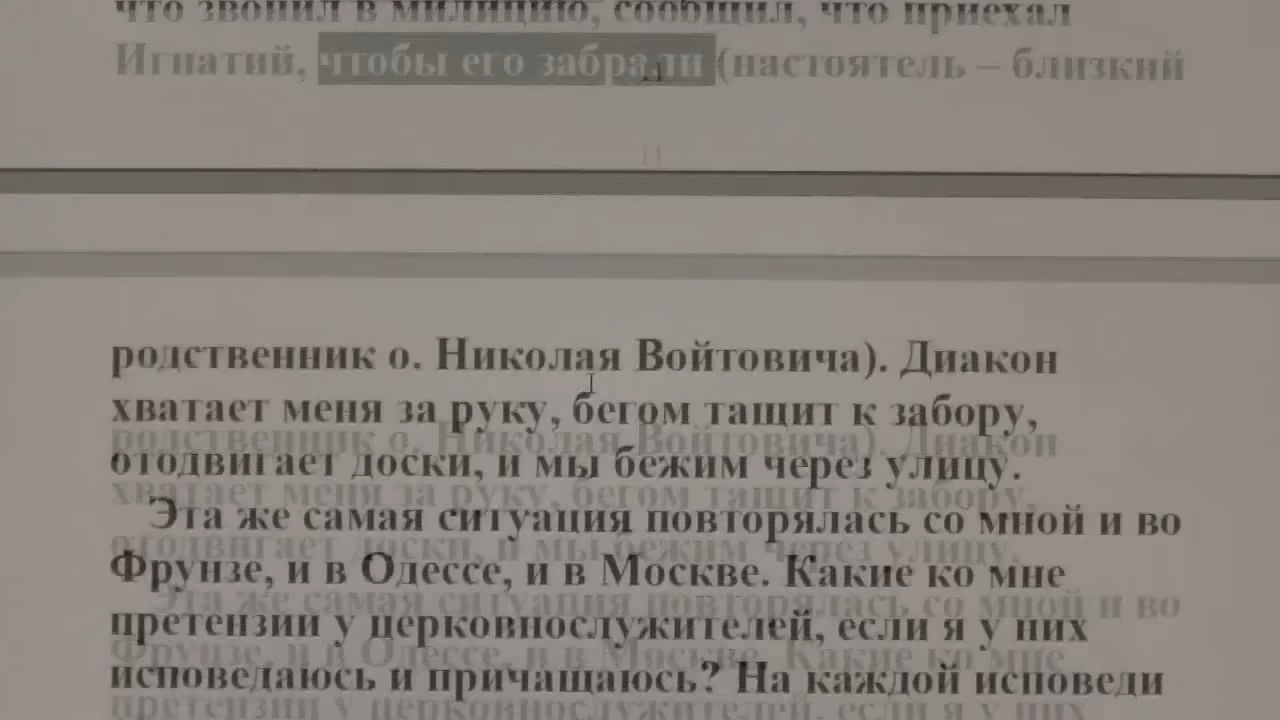 что звонил в милицию, сообщил, что приехал
Игнатий, чтобы его забрали (настоятель – близкий
11
родственник о. Николая Войтовича). Диакон
хватает меня за руку, бегом тащит к забору,
отодвигает доски, и мы бежим через улицу.
Эта же самая ситуация повторялась со мной и во
Фрунзе, и в Одессе, и в Москве. Какие ко мне
претензии у церковнослужителей, если я у них
исповедаюсь и причащаюсь? На каждой исповеди